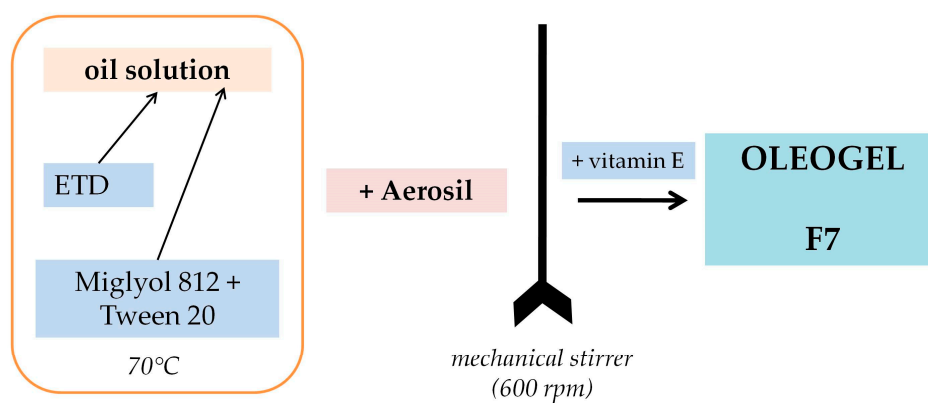 oil solution
ETD
Miglyol 812 +
Tween 20
70°C
+ Aerosil
mechanical stirrer
(600 rpm)
+ vitamin E
OLEOGEL
F7